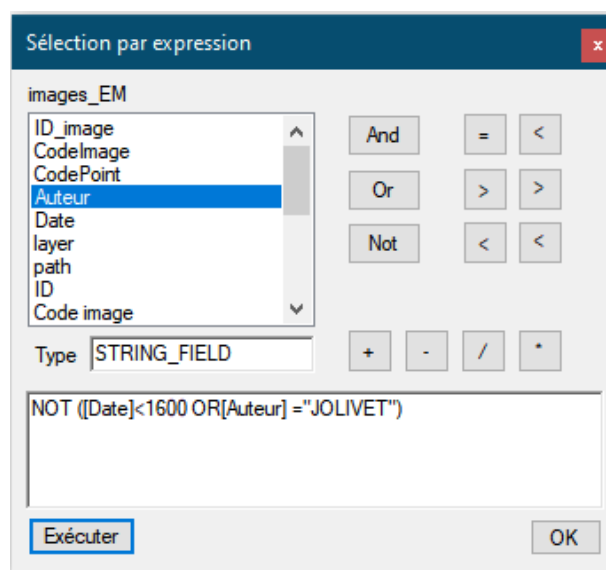 Sélection par expression
x
images_EM
ID_image
CodeImage
CodePoint
Auteur
Date
layer
path
ID
Code image
And
=
<
Or
>
>
Not
<
<
Type
STRING_FIELD
+
-
/
*
NOT ([Date]<1600 OR[Auteur] ="JOLIVET")
Exécuter
OK